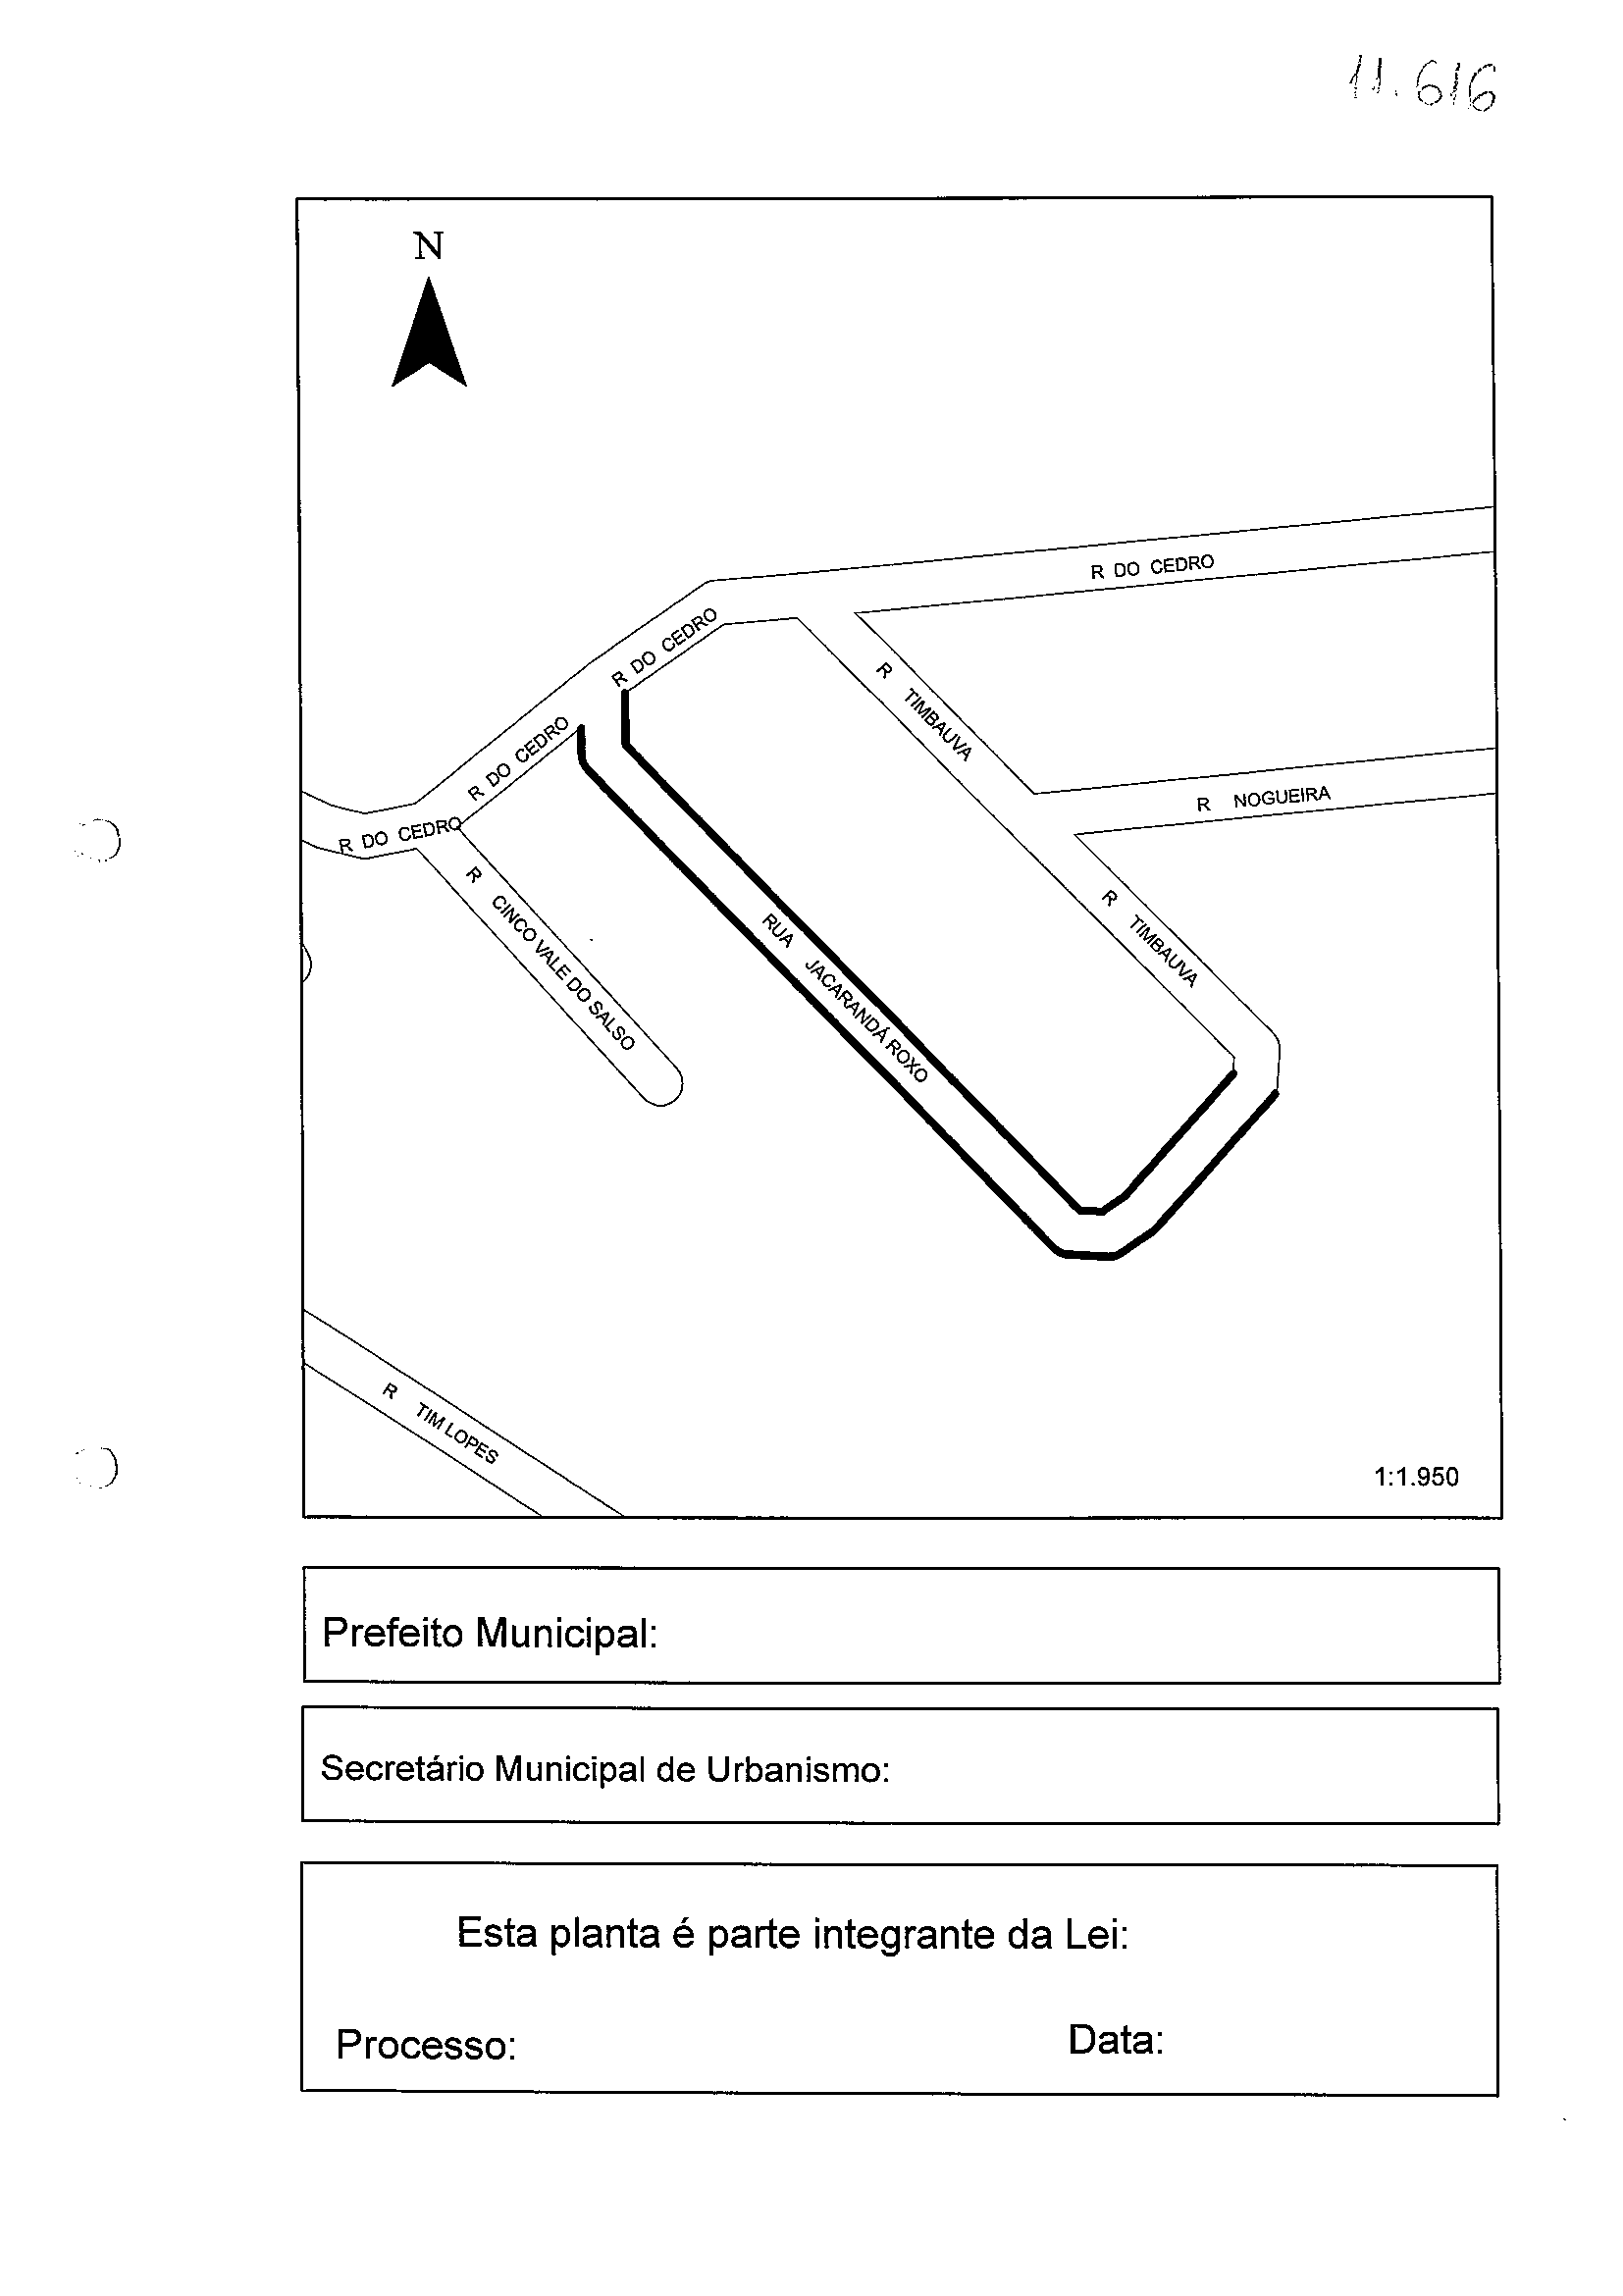 11.616
N
R DO CEDRO
R DO CEDRO
R TIMBAUVA
R DO CEDRO
R NOGUEIRA
R DO CEDRO
R CINCO VALE DO SALSO
RUA JACARANDÁ ROXO
R TIMBAUVA
R TIM LOPES
1:1.950
Prefeito Municipal:
Secretário Municipal de Urbanismo:
Esta planta é parte integrante da Lei:
Processo:
Data: